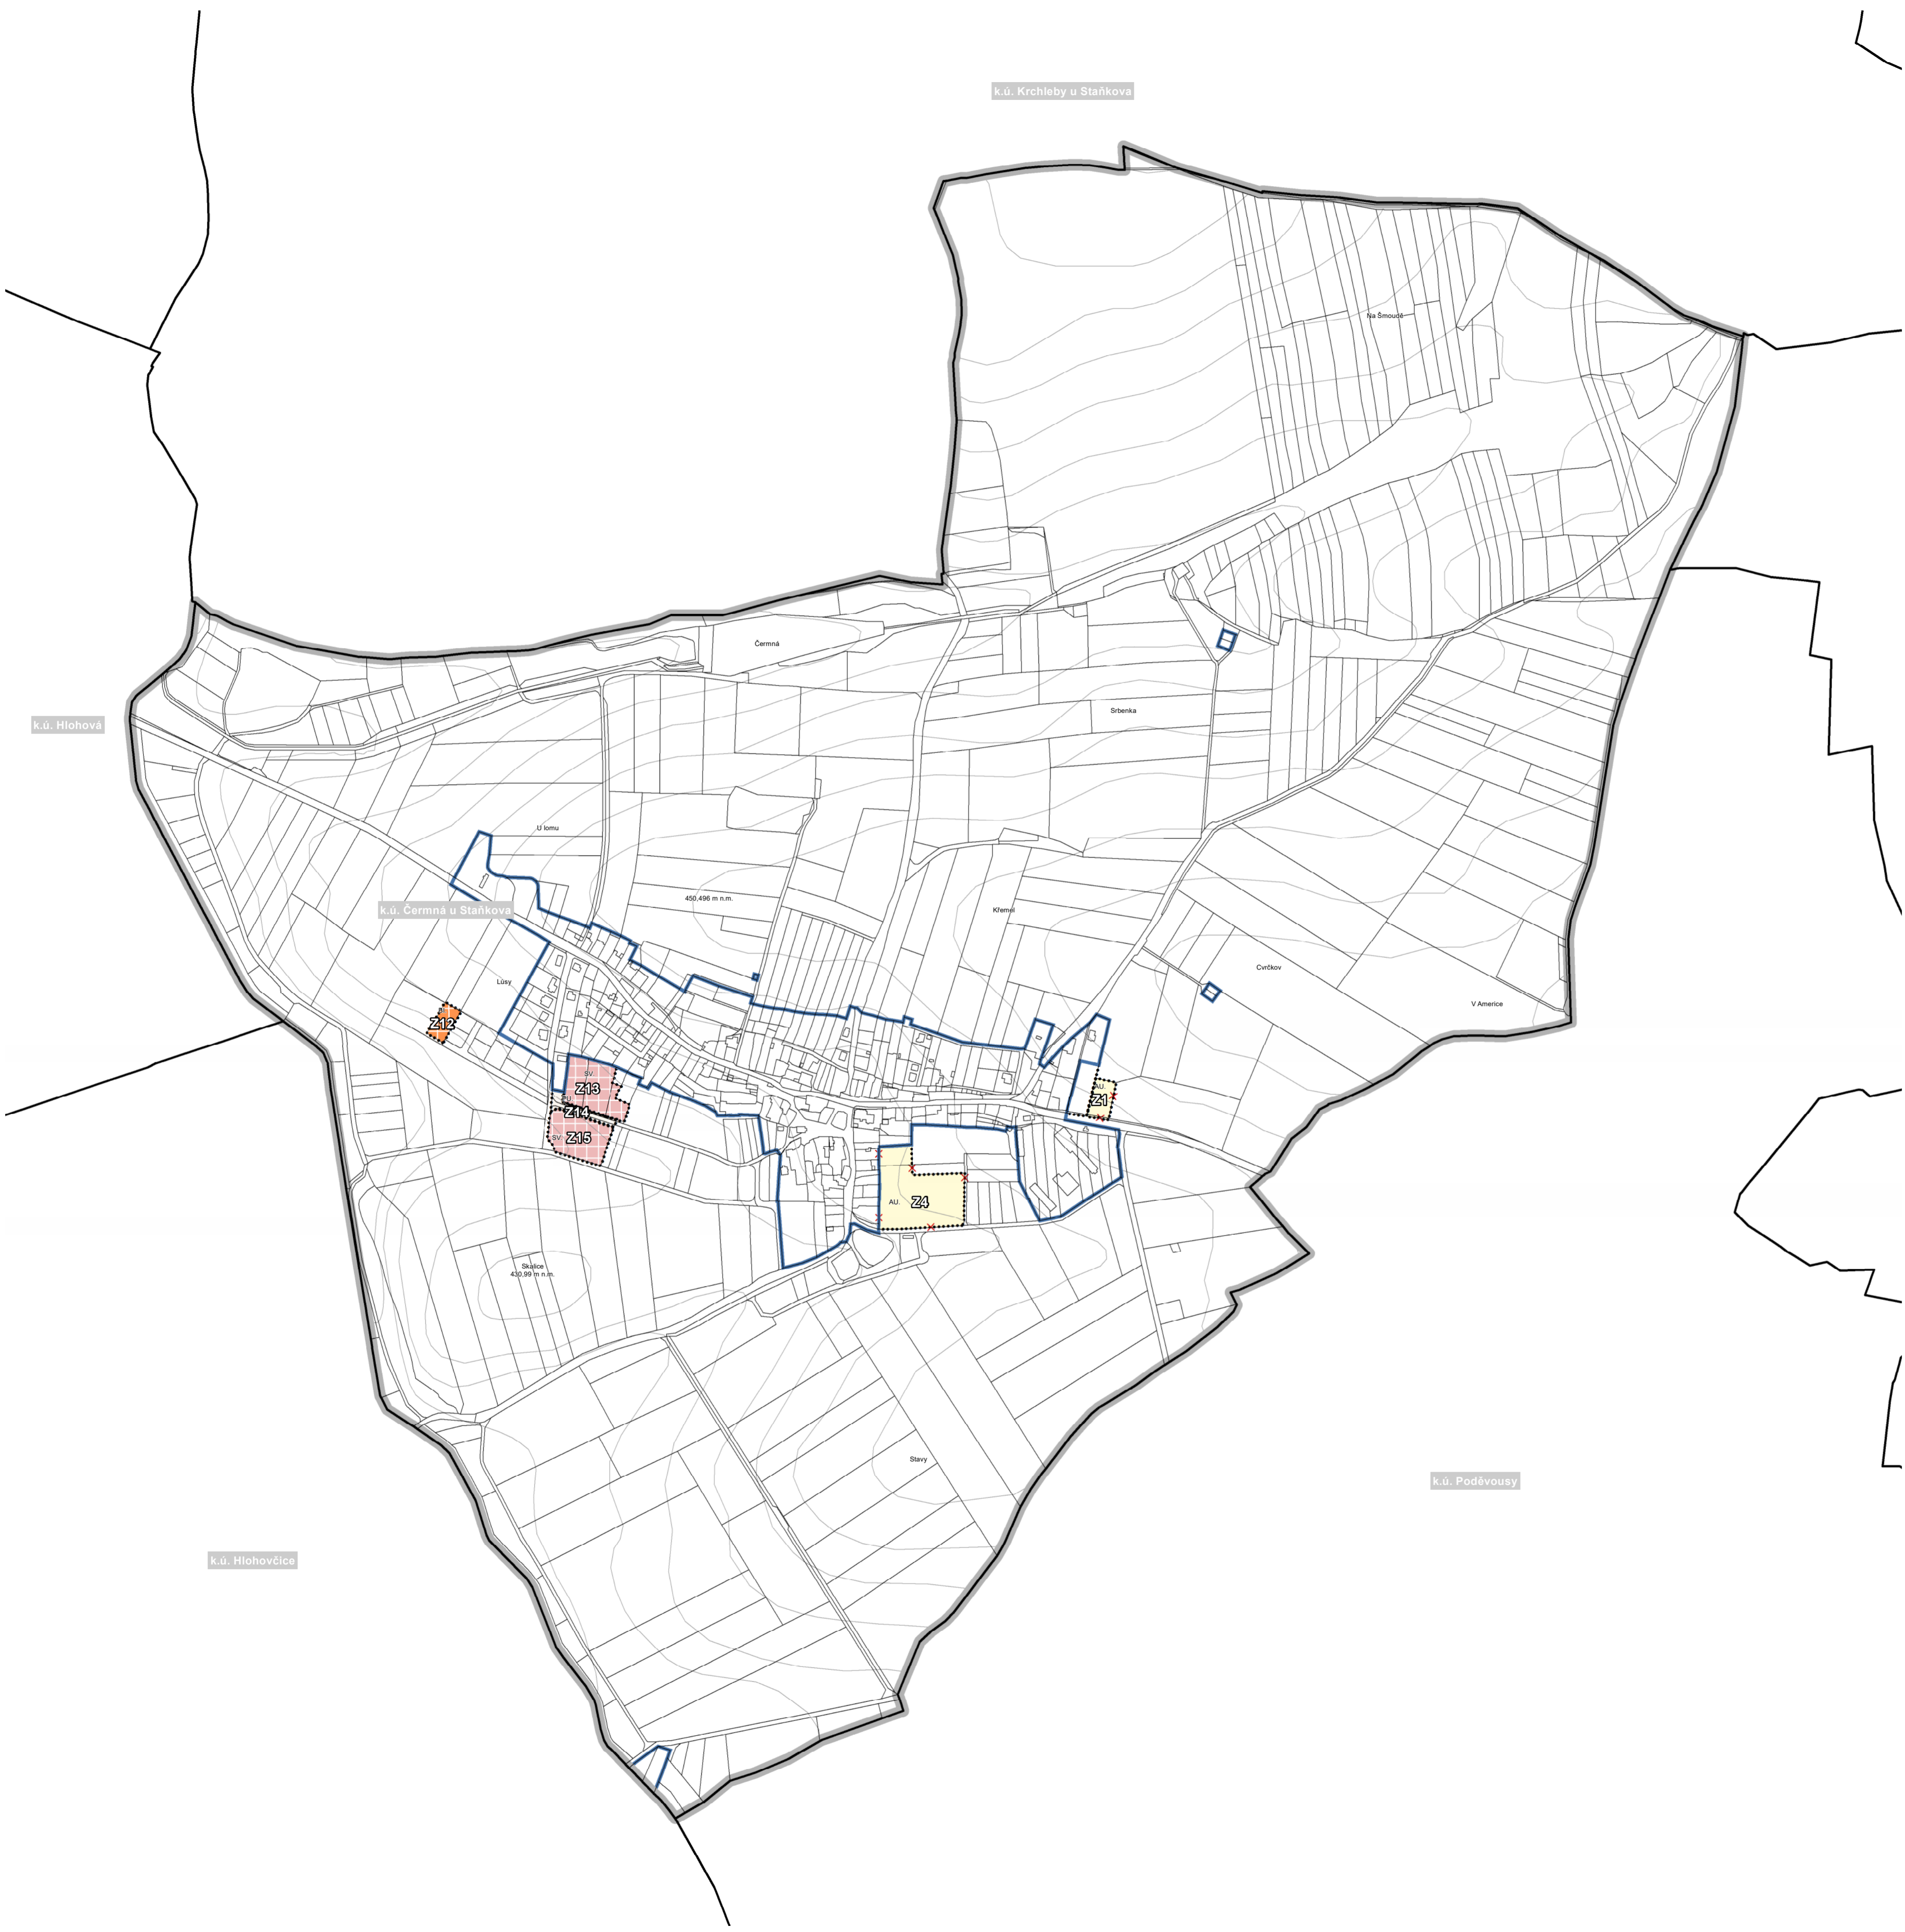 k.ú. Krchleby u Staňkova
Na Šmoudě
Čermná
Srbenka
k.ú. Hlohová
U lomu
450,496 m n.m.
k.ú. Čermná u Staňkova
Křemel
Cvrčkov
Lúsy
V Americe
Z12
SV.
Z13
AU.
Z1
PU.
Z14
SV.
Z15
AU.
Z4
Skalice
430,99 m n.m.
Stavy
k.ú. Poděvousy
k.ú. Hlohovčice